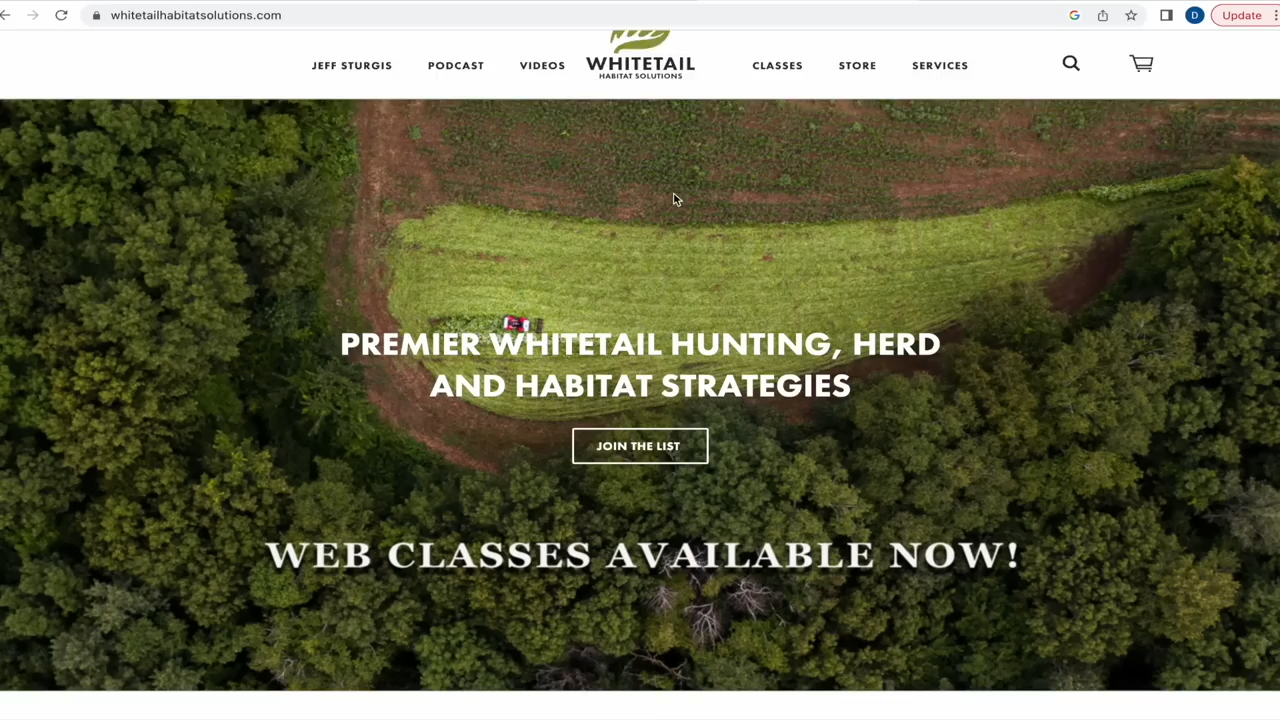 whitetailhabitatsolutions.com
D
Update
JEFF STURGIS
PODCAST
VIDEOS
WHITETAIL
HABITAT SOLUTIONS
CLASSES
STORE
SERVICES
PREMIER WHITETAIL HUNTING, HERD
AND HABITAT STRATEGIES
JOIN THE LIST
WEB CLASSES AVAILABLE NOW!